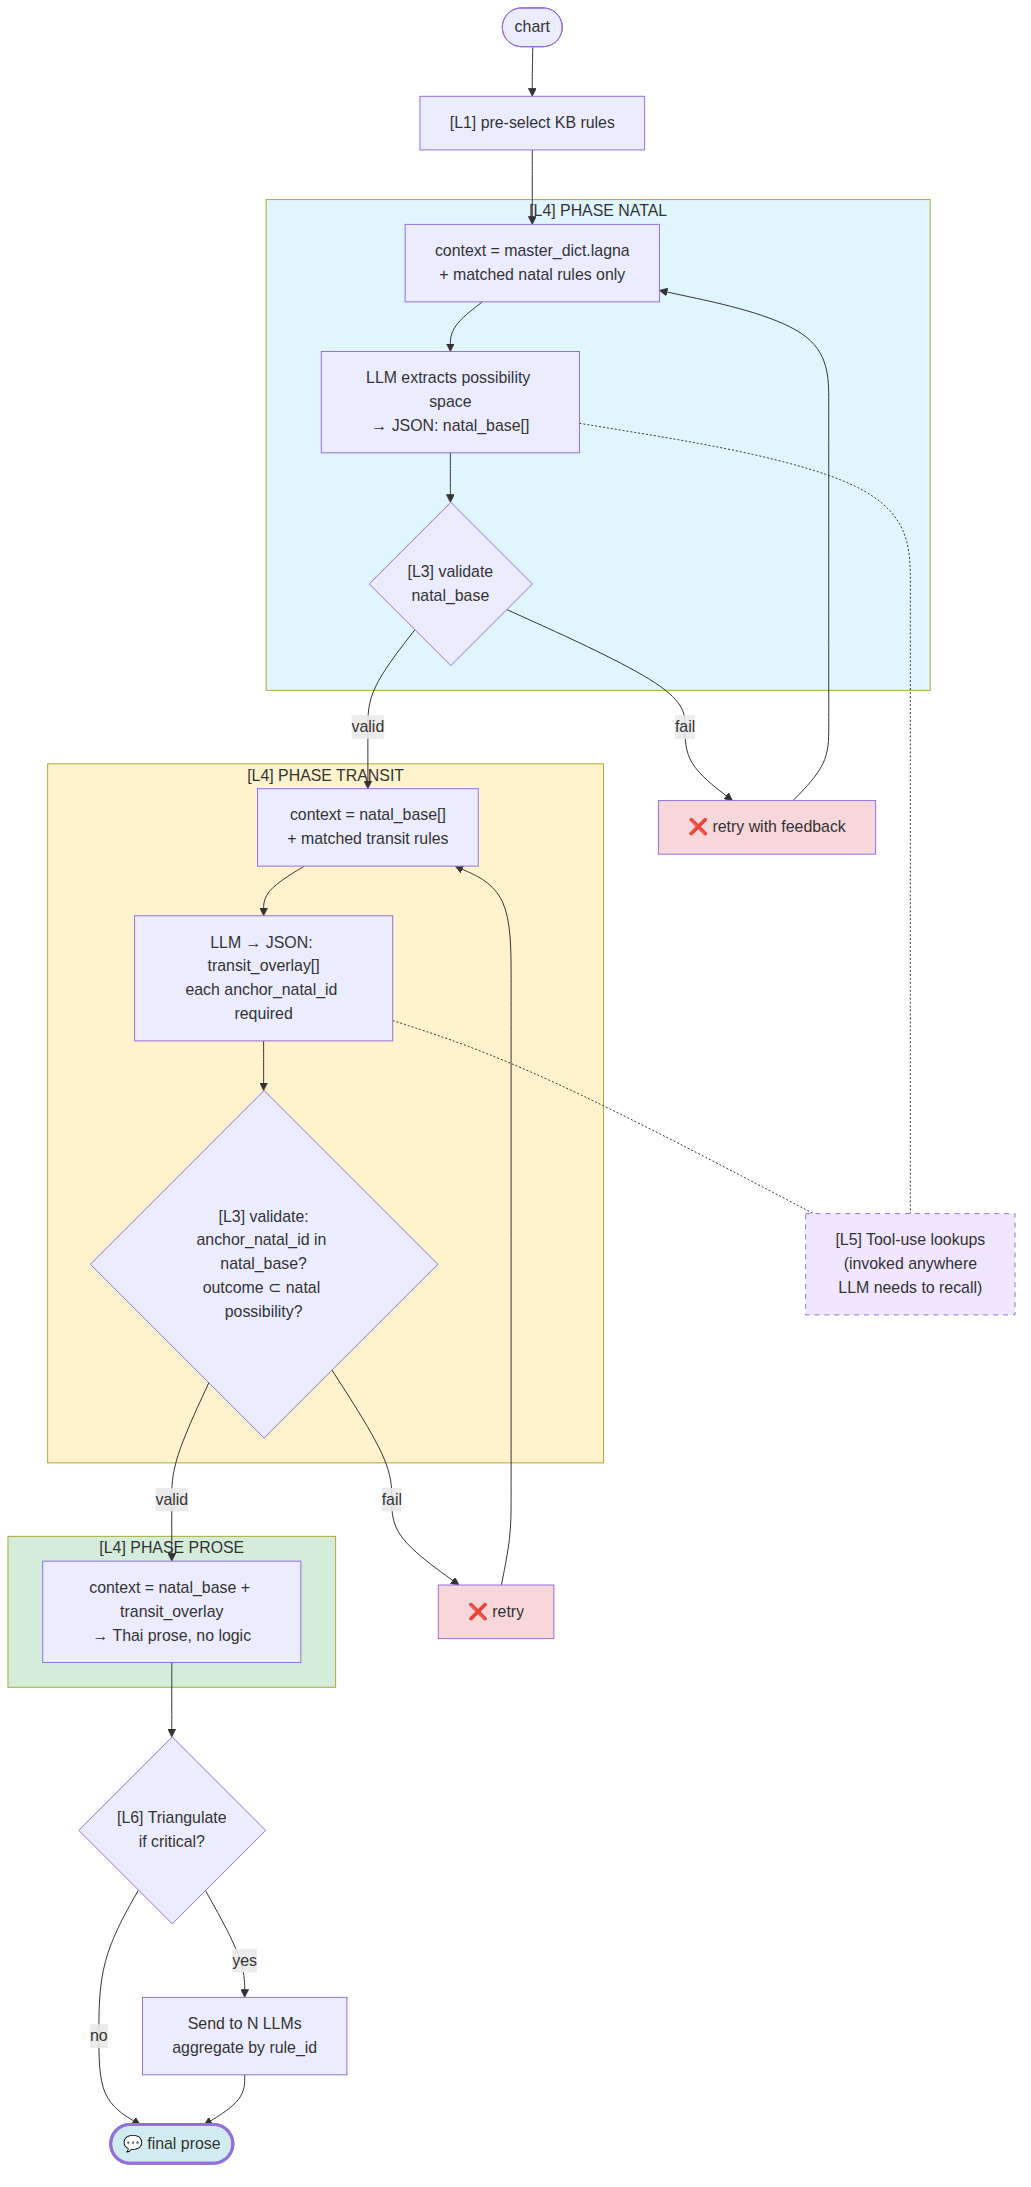 chart
[L1] pre-select KB rules
[L4] PHASE NATAL
context = master_dict.lagna
+ matched natal rules only
LLM extracts possibility
space
→ JSON: natal_base[]
[L3] validate
natal_base
valid
fail
❌ retry with feedback
[L4] PHASE TRANSIT
context = natal_base[]
+ matched transit rules
LLM → JSON:
transit_overlay[]
each anchor_natal_id
required
[L3] validate:
anchor_natal_id in
natal_base?
outcome ⊂ natal
possibility?
[L5] Tool-use lookups
(invoked anywhere
LLM needs to recall)
valid
fail
❌ retry
[L4] PHASE PROSE
context = natal_base +
transit_overlay
→ Thai prose, no logic
[L6] Triangulate
if critical?
yes
no
Send to N LLMs
aggregate by rule_id
💬 final prose